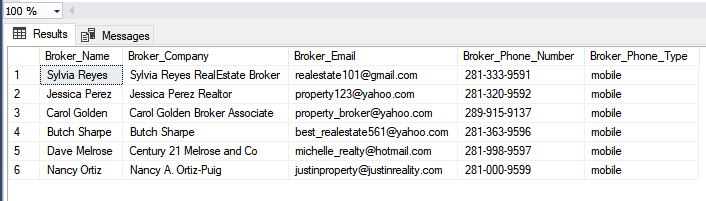 100 %
Results Messages
Broker_Name Broker_Company Broker_Email Broker_Phone_Number Broker_Phone_Type
1 Sylvia Reyes Sylvia Reyes RealEstate Broker realestate101@gmail.com 281-333-9591 mobile
2 Jessica Perez Jessica Perez Realtor property123@yahoo.com 281-320-9592 mobile
3 Carol Golden Carol Golden Broker Associate property_broker@yahoo.com 289-915-9137 mobile
4 Butch Sharpe Butch Sharpe best_realestate561@yahoo.com 281-363-9596 mobile
5 Dave Melrose Century 21 Melrose and Co michelle_realty@hotmail.com 281-998-9597 mobile
6 Nancy Ortiz Nancy A. Ortiz-Puig justinproperty@justinreality.com 281-000-9599 mobile